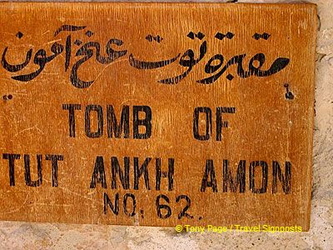 مقبرة توت عنخ آمون
TOMB OF
TUT ANKH AMON
NO. 62.
© Tony Page / Travel Signposts